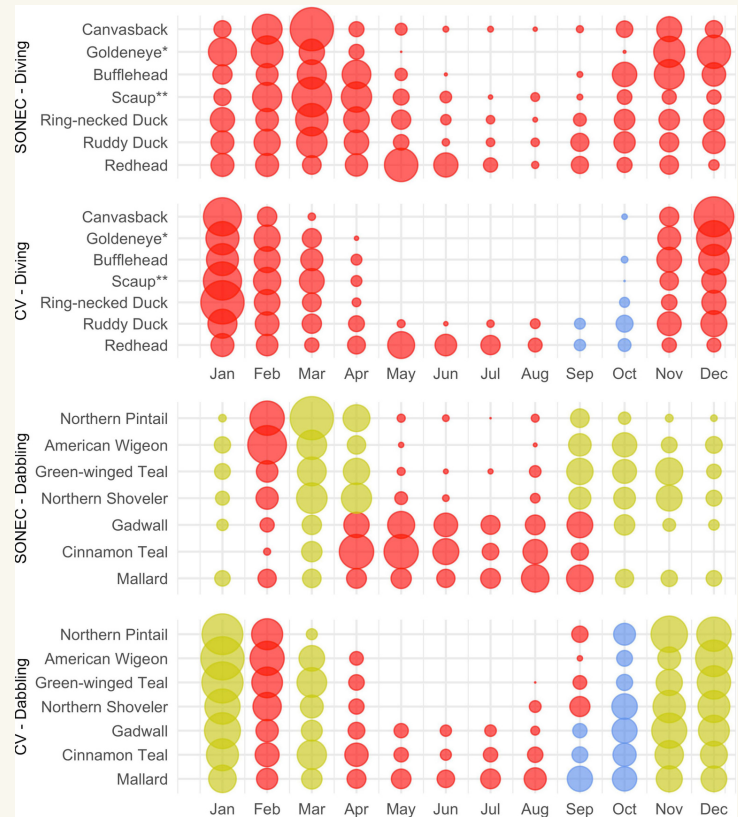 SONEC - Diving
Canvasback
Goldeneye*
Bufflehead
Scaup**
Ring-necked Duck
Ruddy Duck
Redhead
CV - Diving
Canvasback
Goldeneye*
Bufflehead
Scaup**
Ring-necked Duck
Ruddy Duck
Redhead
Jan Feb Mar Apr May Jun Jul Aug Sep Oct Nov Dec
SONEC - Dabbling
Northern Pintail
American Wigeon
Green-winged Teal
Northern Shoveler
Gadwall
Cinnamon Teal
Mallard
CV - Dabbling
Northern Pintail
American Wigeon
Green-winged Teal
Northern Shoveler
Gadwall
Cinnamon Teal
Mallard
Jan Feb Mar Apr May Jun Jul Aug Sep Oct Nov Dec